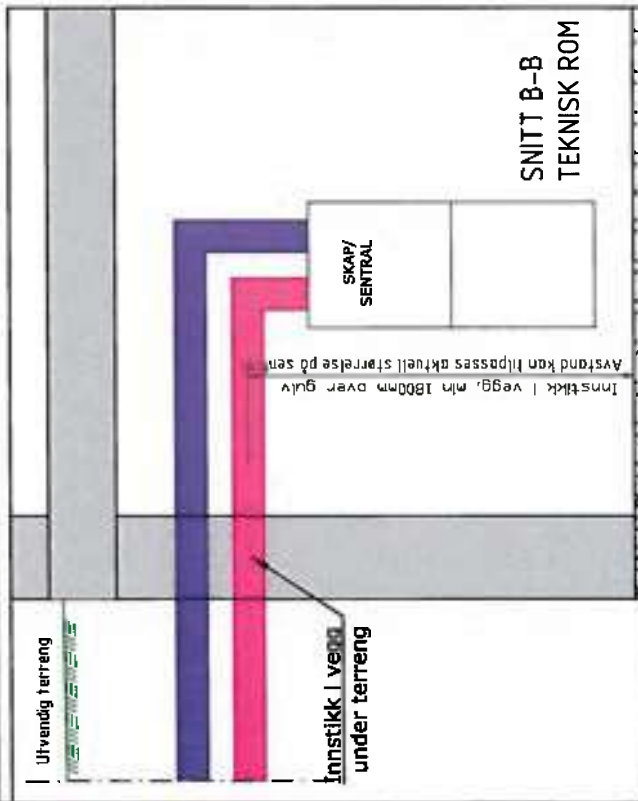 Utvendig terreng
SKAP/
SENTRAL
SNITT B-B
TEKNISK ROM
Innstikk i vegg, min 1800mm over gulv
Avstand kan tilpasses aktuell størrelse på sen
Innstikk i vegg
under terreng